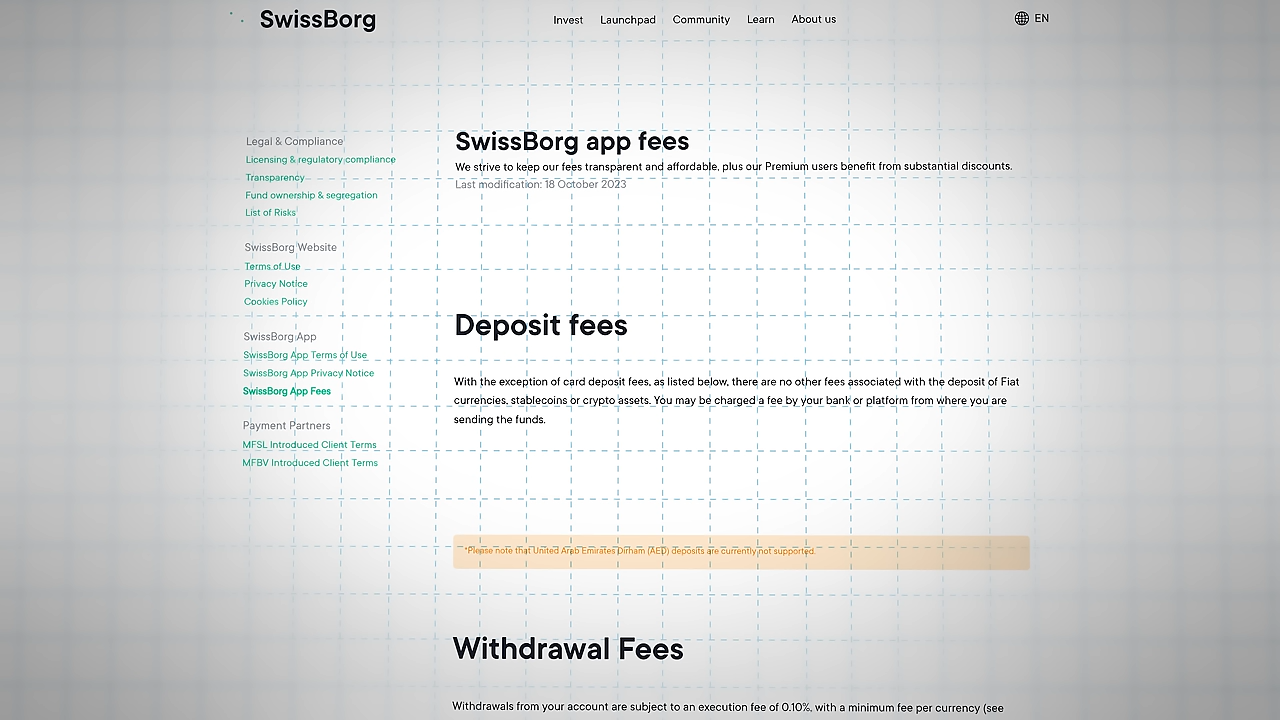 SwissBorg
Invest Launchpad Community Learn About us
EN
Legal & Compliance
Licensing & regulatory compliance
Transparency
Fund ownership & segregation
List of Risks
SwissBorg Website
Terms of Use
Privacy Notice
Cookies Policy
SwissBorg App
SwissBorg App Terms of Use
SwissBorg App Privacy Notice
SwissBorg App Fees
Payment Partners
MFSL Introduced Client Terms
MFBV Introduced Client Terms
SwissBorg app fees
We strive to keep our fees transparent and affordable, plus our Premium users benefit from substantial discounts.
Last modification: 18 October 2023
Deposit fees
With the exception of card deposit fees, as listed below, there are no other fees associated with the deposit of Fiat
currencies, stablecoins or crypto assets. You may be charged a fee by your bank or platform from where you are
sending the funds.
*Please note that United Arab Emirates Dirham (AED) deposits are currently not supported.
Withdrawal Fees
Withdrawals from your account are subject to an execution fee of 0.10%, with a minimum fee per currency (see